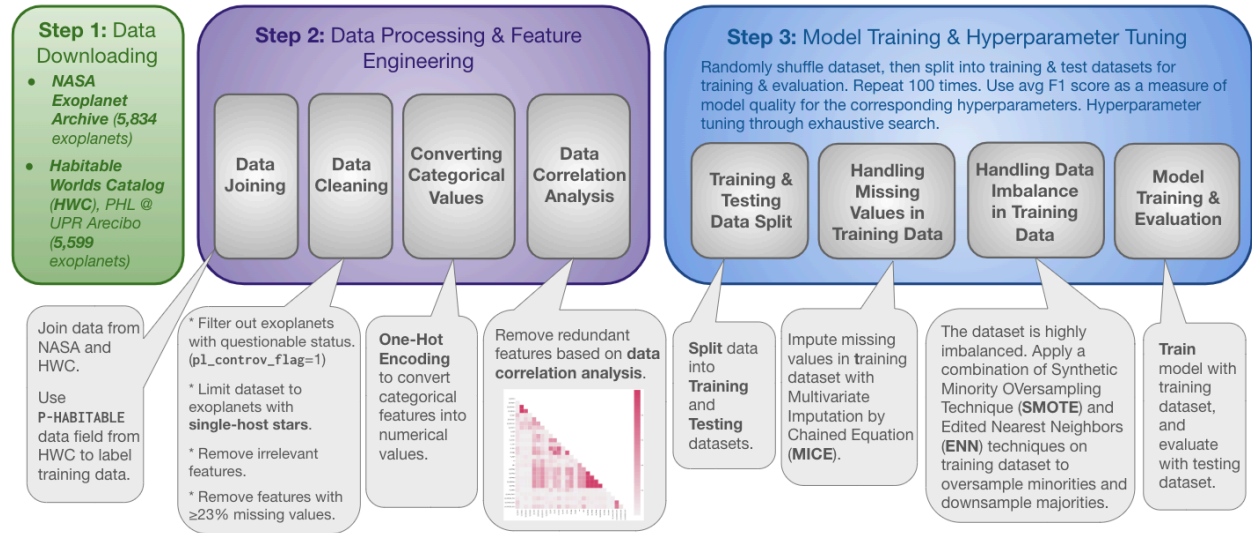 Step 1: Data
Downloading
● NASA
Exoplanet
Archive (5,834
exoplanets)
● Habitable
Worlds Catalog
(HWC), PHL @
UPR Arecibo
(5,599
exoplanets)
Step 2: Data Processing & Feature
Engineering
Data
Joining
Data
Cleaning
Converting
Categorical
Values
Data
Correlation
Analysis
Step 3: Model Training & Hyperparameter Tuning
Randomly shuffle dataset, then split into training & test datasets for
training & evaluation. Repeat 100 times. Use avg F1 score as a measure of
model quality for the corresponding hyperparameters. Hyperparameter
tuning through exhaustive search.
Training &
Testing
Data Split
Handling
Missing
Values in
Training Data
Handling Data
Imbalance
in Training
Data
Model
Training &
Evaluation
Join data from
NASA and
HWC.
Use
P-HABITABLE
data field from
HWC to label
training data.
* Filter out exoplanets
with questionable status.
(pl_controv_flag=1)
* Limit dataset to
exoplanets with
single-host stars.
* Remove irrelevant
features.
* Remove features with
≥23% missing values.
One-Hot
Encoding
to convert
categorical
features into
numerical
values.
Remove redundant
features based on data
correlation analysis.
Split data
into
Training
and
Testing
datasets.
Impute missing
values in training
dataset with
Multivariate
Imputation by
Chained Equation
(MICE).
The dataset is highly
imbalanced. Apply a
combination of Synthetic
Minority OVersampling
Technique (SMOTE) and
Edited Nearest Neighbors
(ENN) techniques on
training dataset to
oversample minorities and
downsample majorities.
Train
model with
training
dataset,
and
evaluate
with testing
dataset.